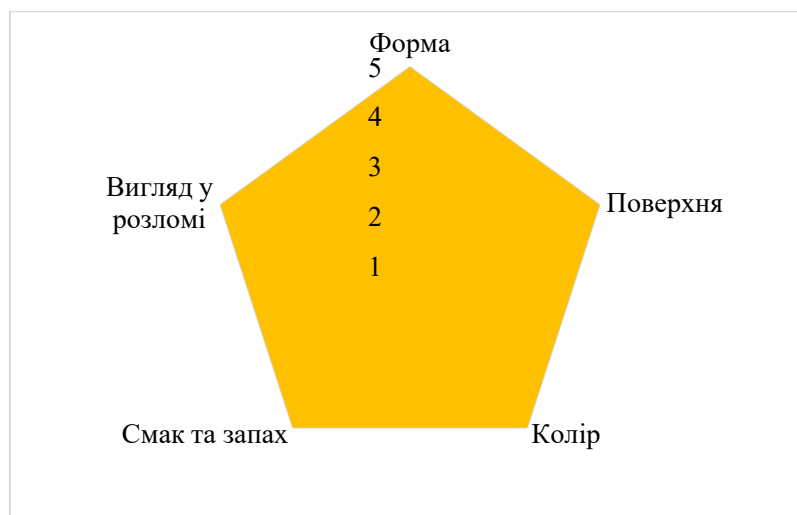 Форма
5
4
3
2
1
Вигляд у
розломі
Поверхня
Смак та запах
Колір